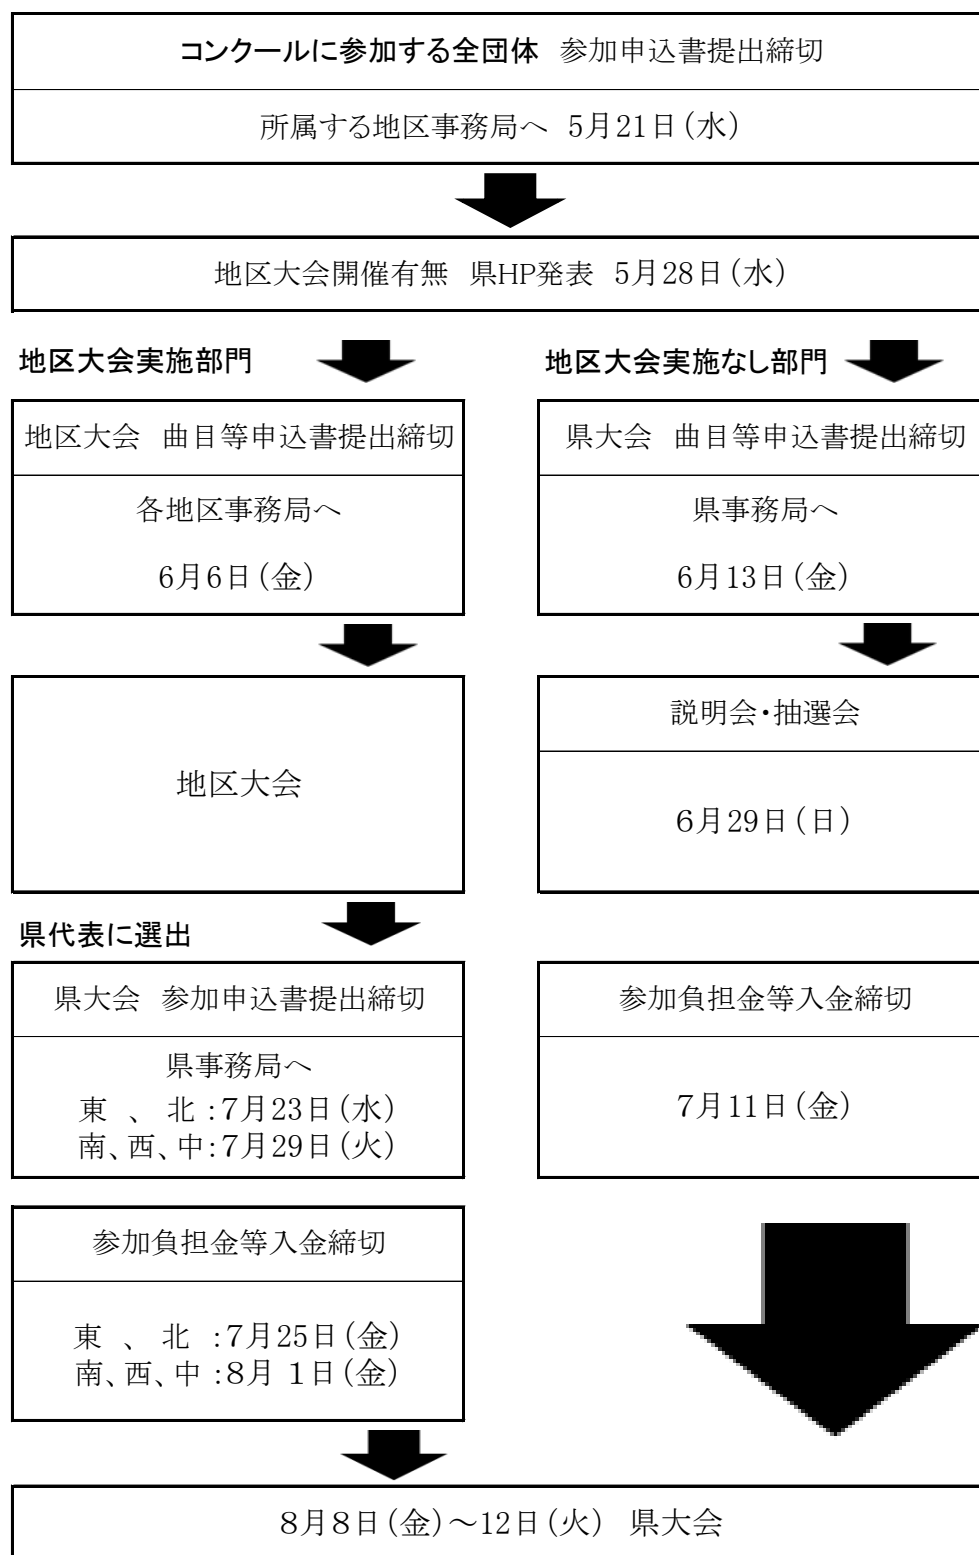 コンクールに参加する全団体 参加申込書提出締切
所属する地区事務局へ 5月21日(水)
地区大会開催有無 県HP発表 5月28日(水)
地区大会実施部門
地区大会 曲目等申込書提出締切
各地区事務局へ
6月6日(金)
地区大会
県代表に選出
県大会 参加申込書提出締切
県事務局へ
東 、 北 :7月23日(水)
南、西、中:7月29日(火)
参加負担金等入金締切
東 、 北 :7月25日(金)
南、西、中 :8月 1日(金)
地区大会実施なし部門
県大会 曲目等申込書提出締切
県事務局へ
6月13日(金)
説明会・抽選会
6月29日(日)
参加負担金等入金締切
7月11日(金)
8月8日(金)～12日(火) 県大会